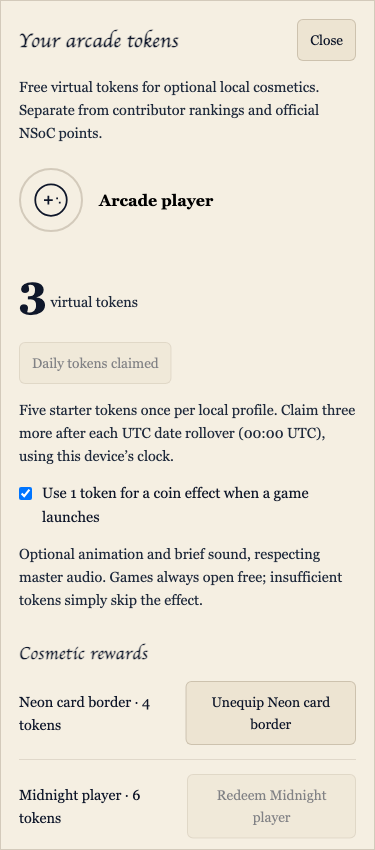 Your arcade tokens
Close
Free virtual tokens for optional local cosmetics.
Separate from contributor rankings and official
NSoC points.
Arcade player
3 virtual tokens
Daily tokens claimed
Five starter tokens once per local profile. Claim three
more after each UTC date rollover (00:00 UTC),
using this device’s clock.
Use 1 token for a coin effect when a game
launches
Optional animation and brief sound, respecting
master audio. Games always open free; insufficient
tokens simply skip the effect.
Cosmetic rewards
Neon card border · 4
tokens
Unequip Neon card
border
Midnight player · 6
tokens
Redeem Midnight
player